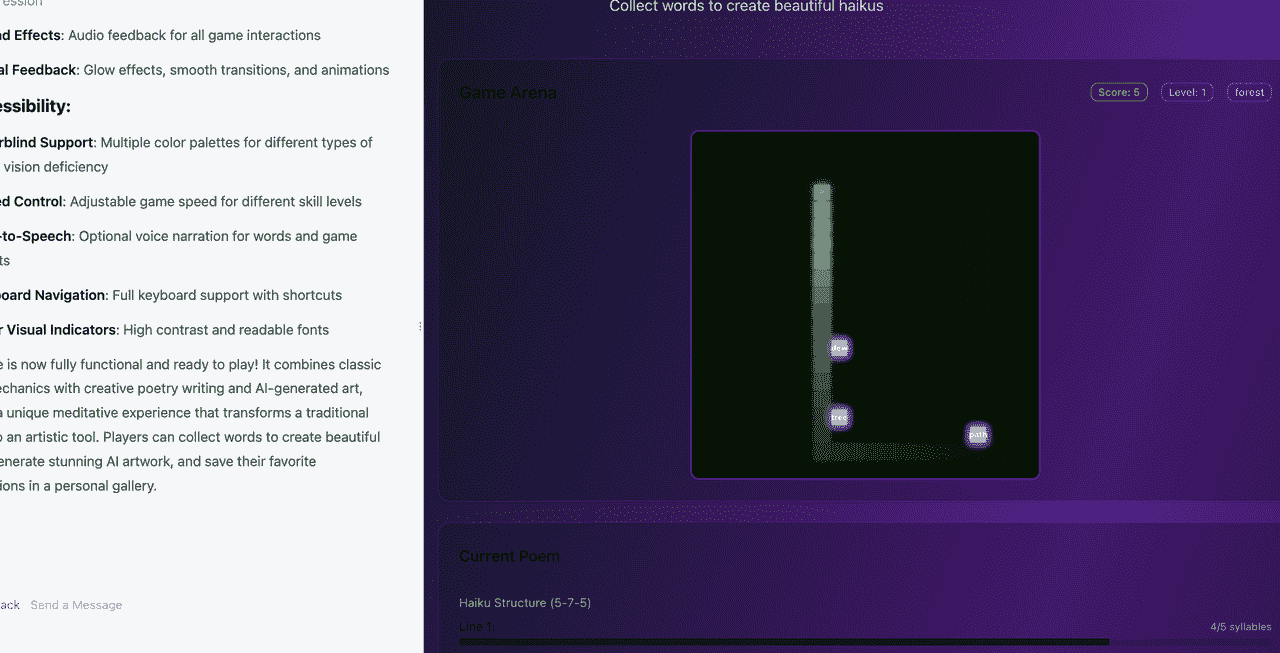 ression
nd Effects: Audio feedback for all game interactions
al Feedback: Glow effects, smooth transitions, and animations
essibility:
rblind Support: Multiple color palettes for different types of
vision deficiency
ed Control: Adjustable game speed for different skill levels
-to-Speech: Optional voice narration for words and game
ts
board Navigation: Full keyboard support with shortcuts
r Visual Indicators: High contrast and readable fonts
e is now fully functional and ready to play! It combines classic
echanics with creative poetry writing and AI-generated art,
a unique meditative experience that transforms a traditional
o an artistic tool. Players can collect words to create beautiful
enerate stunning AI artwork, and save their favorite
ions in a personal gallery.
ack Send a Message
Collect words to create beautiful haikus
Game Arena
Score: 5 Level: 1 forest
dew
tree
path
Current Poem
Haiku Structure (5-7-5)
Line 1:
4/5 syllables